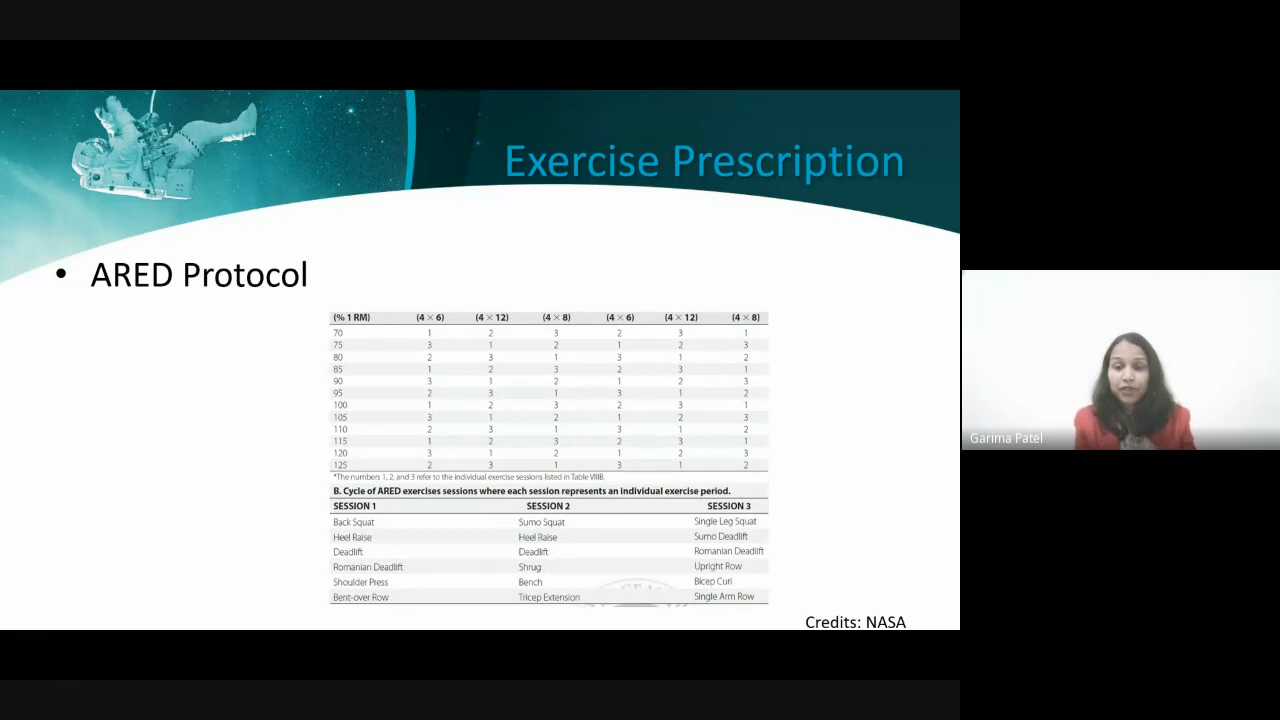 Exercise Prescription
• ARED Protocol
(% 1 RM) (4 × 6) (4 × 12) (4 × 8) (4 × 6) (4 × 12) (4 × 8)
70 1 2 3 2 3 1
75 3 1 2 1 2 3
80 2 3 1 3 1 2
85 1 2 3 2 3 1
90 3 1 2 1 2 3
95 2 3 1 3 1 2
100 1 2 3 2 3 1
105 3 1 2 1 2 3
110 2 3 1 3 1 2
115 1 2 3 2 3 1
120 3 1 2 1 2 3
125 2 3 1 3 1 2
*The numbers 1, 2, and 3 refer to the individual exercise sessions listed in Table VIIIB.
B. Cycle of ARED exercises sessions where each session represents an individual exercise period.
SESSION 1 SESSION 2 SESSION 3
Back Squat Sumo Squat Single Leg Squat
Heel Raise Heel Raise Sumo Deadlift
Deadlift Deadlift Romanian Deadlift
Romanian Deadlift Shrug Upright Row
Shoulder Press Bench Bicep Curl
Bent-over Row Tricep Extension Single Arm Row
Credits: NASA
Garima Patel